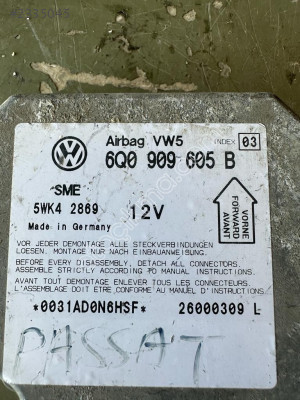 Airbag VW5
INDEX 03
6Q0 909 605 B
SME
5WK4 2869
12V
Made in Germany
VORNE
FORWARD
AVANT
VOR JEDER DEMONTAGE ALLE STECKVERBINDUNGEN
LOESEN, MONTAGE NUR NACH EINBAUANWEISUNG.
BEFORE ANY DISASSEMBLY, DETACH ALL CONNECTORS.
ASSEMBLE STRICTLY ACCORDING PD MANUAL INSTRUCTIONS.
AVANT TOUT DEMONTAGE ENLEVER TOUS LES CONNECTEURS.
L'ASSEMBLAGE DOIT ETRE CONFORME AU MANUEL D'INSTRUCTIONS.
*0031AD0N6HSF*
26000309 L
PASSAT